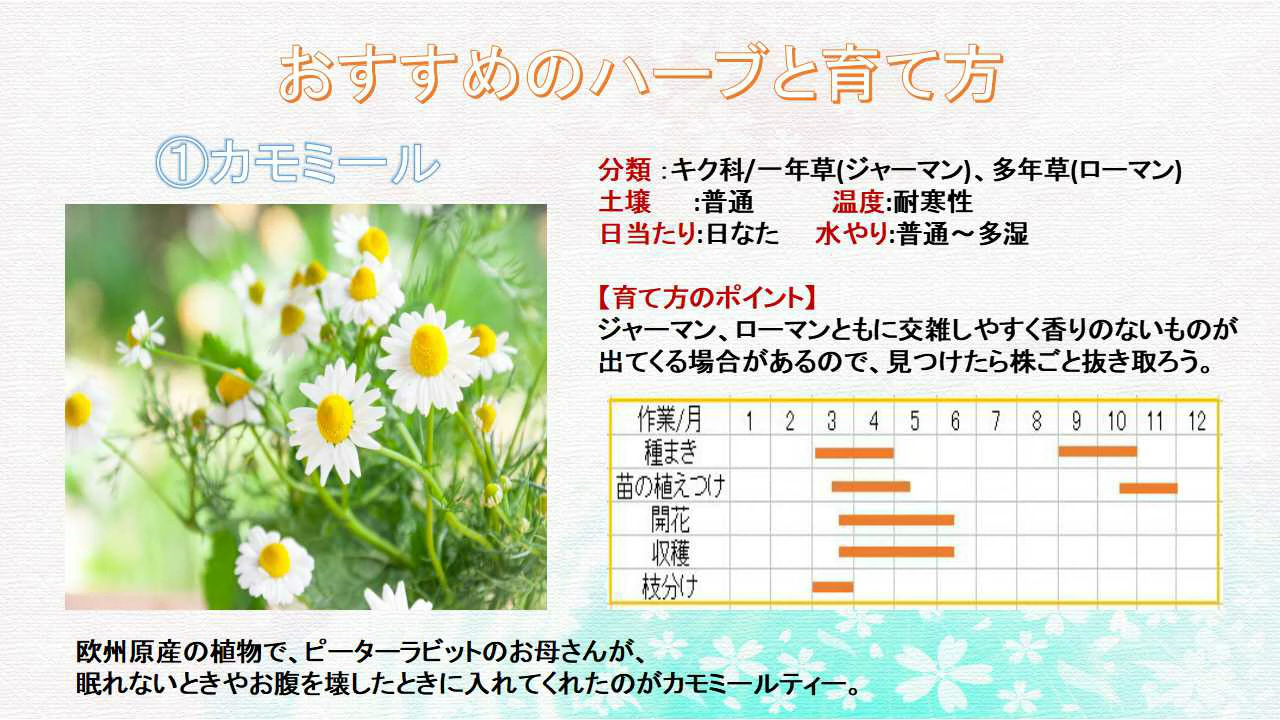 おすすめのハーブと育て方
①カモミール
分類：キク科/一年草(ジャーマン)、多年草(ローマン)
土壌　:普通　温度:耐寒性
日当たり:日なた　水やり:普通～多湿
【育て方のポイント】
ジャーマン、ローマンともに交雑しやすく香りのないものが
出てくる場合があるので、見つけたら株ごと抜き取ろう。
作業/月 1 2 3 4 5 6 7 8 9 10 11 12
種まき
苗の植えつけ
開花
収穫
枝分け
欧州原産の植物で、ピーターラビットのお母さんが、
眠れないときやお腹を壊したときに入れてくれたのがカモミールティー。